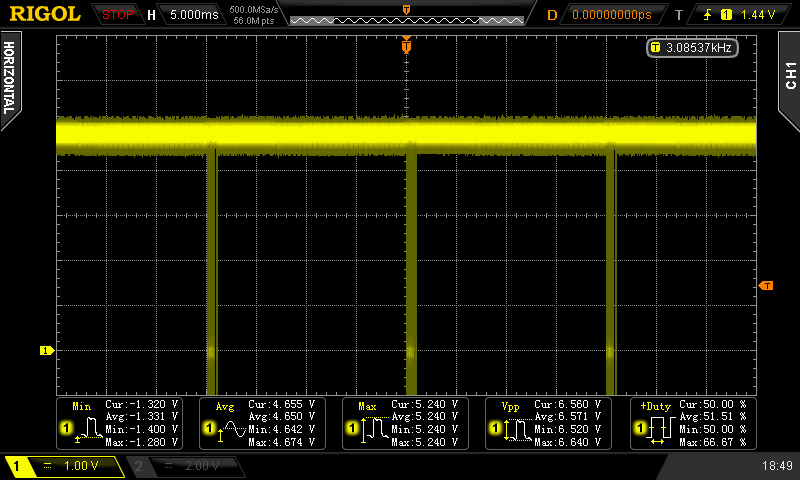 RIGOL STOP H 5.000ms 500.0MSa/s 56.0M pts D 0.00000000ps T 1 1.44 V
HORIZONTAL
T
T
T 3.08537kHz
CH1
T
1
Min
1
Cur:-1.320 V
Avg:-1.331 V
Min:-1.400 V
Max:-1.280 V
Avg
1
Cur:4.655 V
Avg:4.650 V
Min:4.642 V
Max:4.674 V
Max
1
Cur:5.240 V
Avg:5.240 V
Min:5.240 V
Max:5.240 V
Vpp
1
Cur:6.560 V
Avg:6.571 V
Min:6.520 V
Max:6.640 V
+Duty
1
Cur:50.00 %
Avg:51.51 %
Min:50.00 %
Max:66.67 %
1 1.00 V 2 2.00 V 18:49